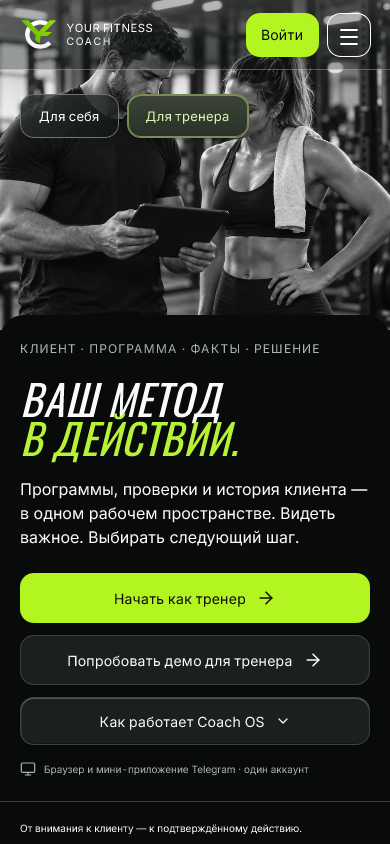 YOUR FITNESS
COACH
Войти
Для себя
Для тренера
КЛИЕНТ · ПРОГРАММА · ФАКТЫ · РЕШЕНИЕ
ВАШ МЕТОД
В ДЕЙСТВИИ.
Программы, проверки и история клиента —
в одном рабочем пространстве. Видеть
важное. Выбирать следующий шаг.
Начать как тренер
Попробовать демо для тренера
Как работает Coach OS
Браузер и мини-приложение Telegram · один аккаунт
От внимания к клиенту — к подтверждённому действию.